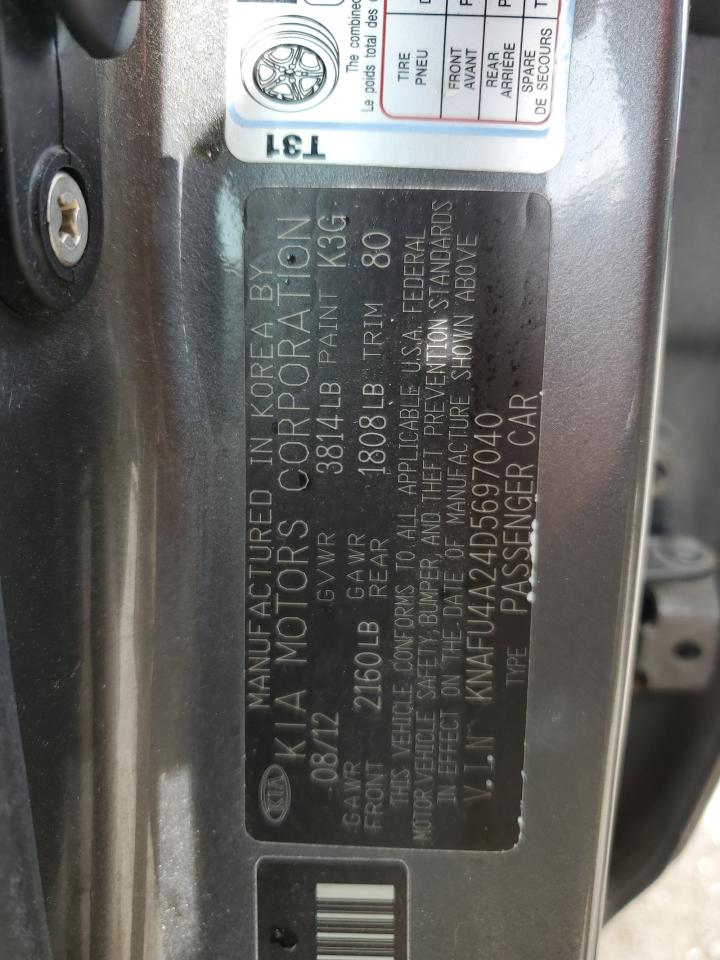 MANUFACTURED IN KOREA BY
KIA KIA MOTORS CORPORATION
08/12 GVWR 3814LB PAINT K3G
GAWR FRONT 2160LB GAWR REAR 1808LB TRIM 80
THIS VEHICLE CONFORMS TO ALL APPLICABLE U.S.A. FEDERAL
MOTOR VEHICLE SAFETY, BUMPER, AND THEFT PREVENTION STANDARDS
IN EFFECT ON THE DATE OF MANUFACTURE SHOWN ABOVE
V.I.N KNAFU4A24D5697040
TYPE PASSENGER CAR
The combined
Le poids total des
TIRE
PNEU
FRONT
AVANT
REAR
ARRIÈRE
SPARE
DE SECOURS
T31